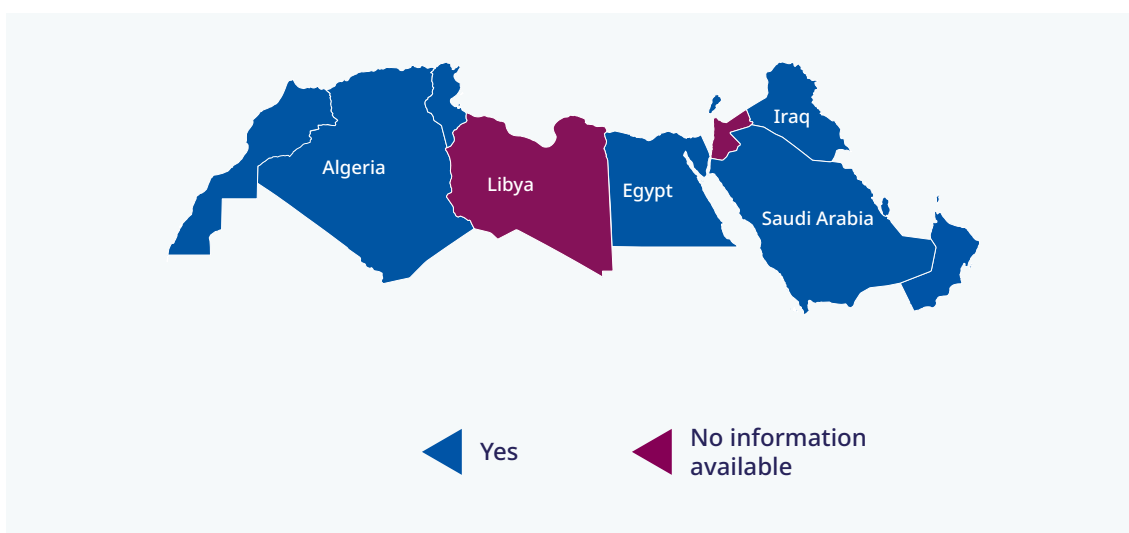 Iraq
Algeria
Libya
Egypt
Saudi Arabia
Yes
No information
available